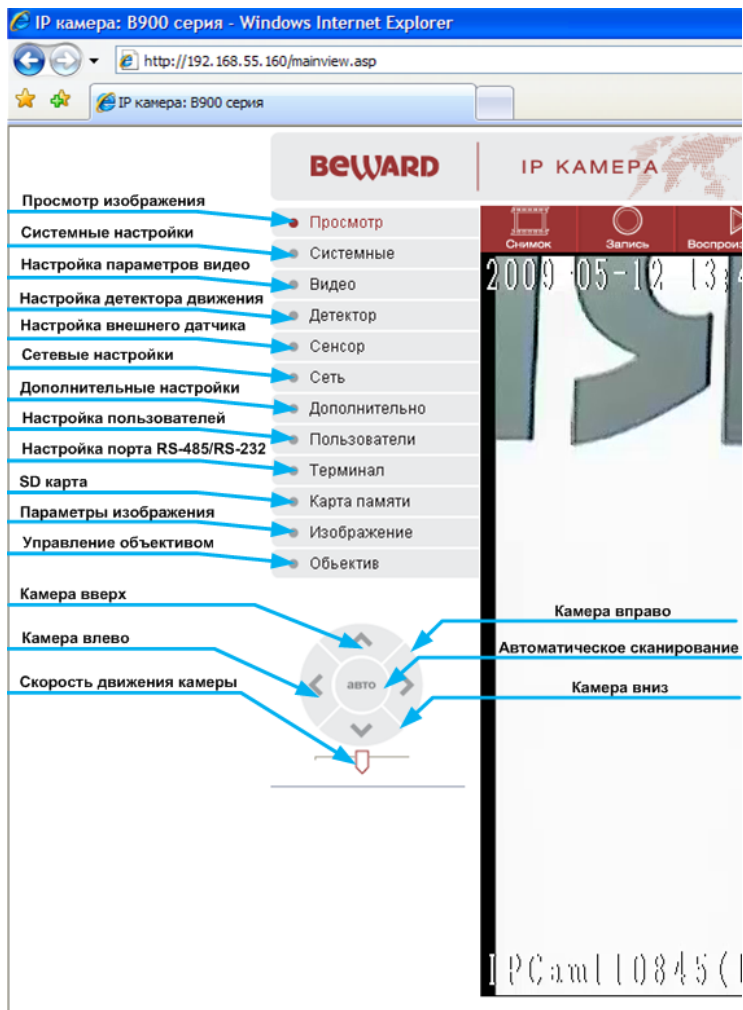 IP камера: B900 серия - Windows Internet Explorer
http://192.168.55.160/mainview.asp
IP камера: B900 серия
BEWARD
IP КАМЕРА
Просмотр изображения
Системные настройки
Настройка параметров видео
Настройка детектора движения
Настройка внешнего датчика
Сетевые настройки
Дополнительные настройки
Настройка пользователей
Настройка порта RS-485/RS-232
SD карта
Параметры изображения
Управление объективом
Просмотр
Системные
Видео
Детектор
Сенсор
Сеть
Дополнительно
Пользователи
Терминал
Карта памяти
Изображение
Обьектив
Снимок
Запись
Воспроиз
2009-05-12 13:4
Камера вверх
Камера влево
Скорость движения камеры
авто
Камера вправо
Автоматическое сканирование
Камера вниз
IPCam110845(